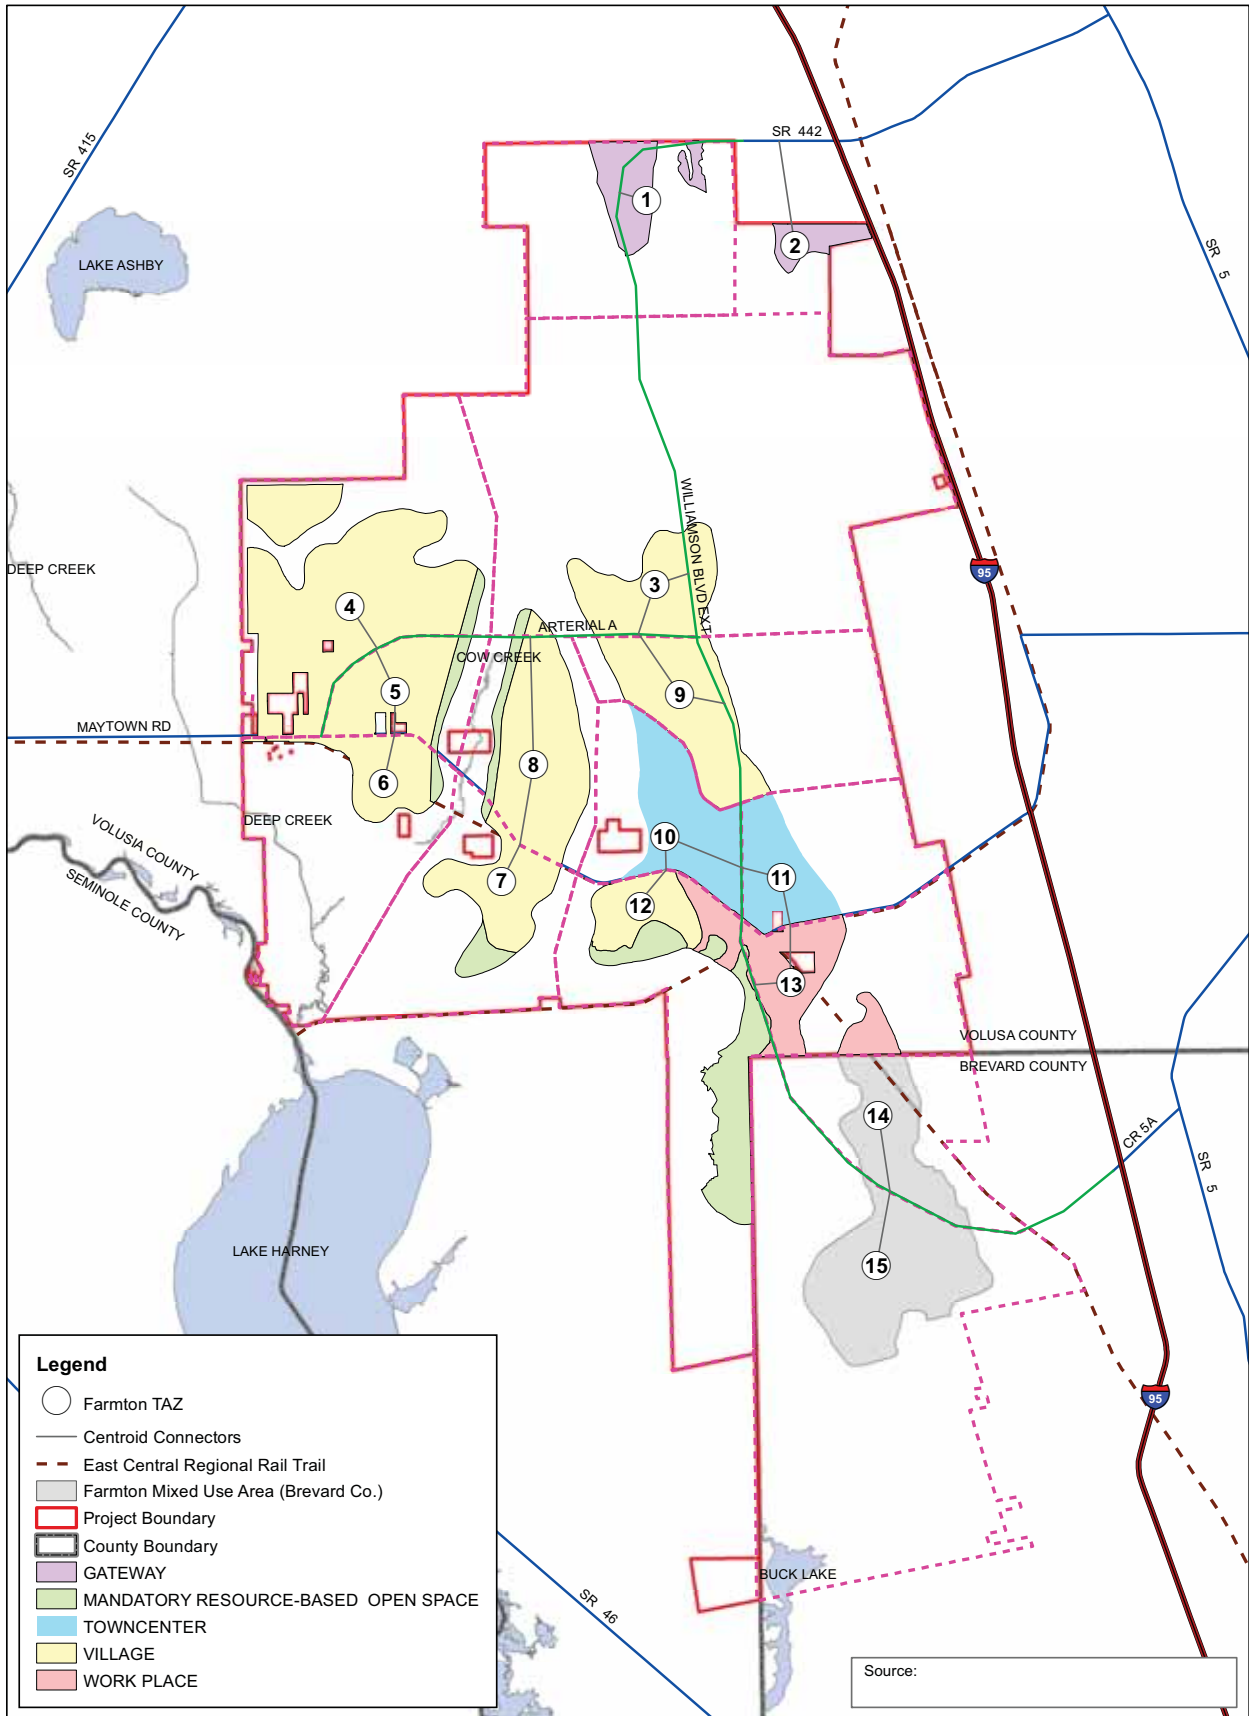 SR 442
SR 415
1
SR 5
2
LAKE ASHBY
WILLIAMSON BLVD EXT
DEEP CREEK
95
3
4
ARTERIAL A
COW CREEK
5
9
MAYTOWN RD
8
6
DEEP CREEK
VOLUSIA COUNTY
SEMINOLE COUNTY
10
11
7
12
13
VOLUSA COUNTY
BREVARD COUNTY
14
CR 5A
SR 5
LAKE HARNEY
15
95
Legend
Farmton TAZ
Centroid Connectors
East Central Regional Rail Trail
Farmton Mixed Use Area (Brevard Co.)
Project Boundary
County Boundary
GATEWAY
MANDATORY RESOURCE-BASED OPEN SPACE
TOWNCENTER
VILLAGE
WORK PLACE
SR 46
BUCK LAKE
Source: